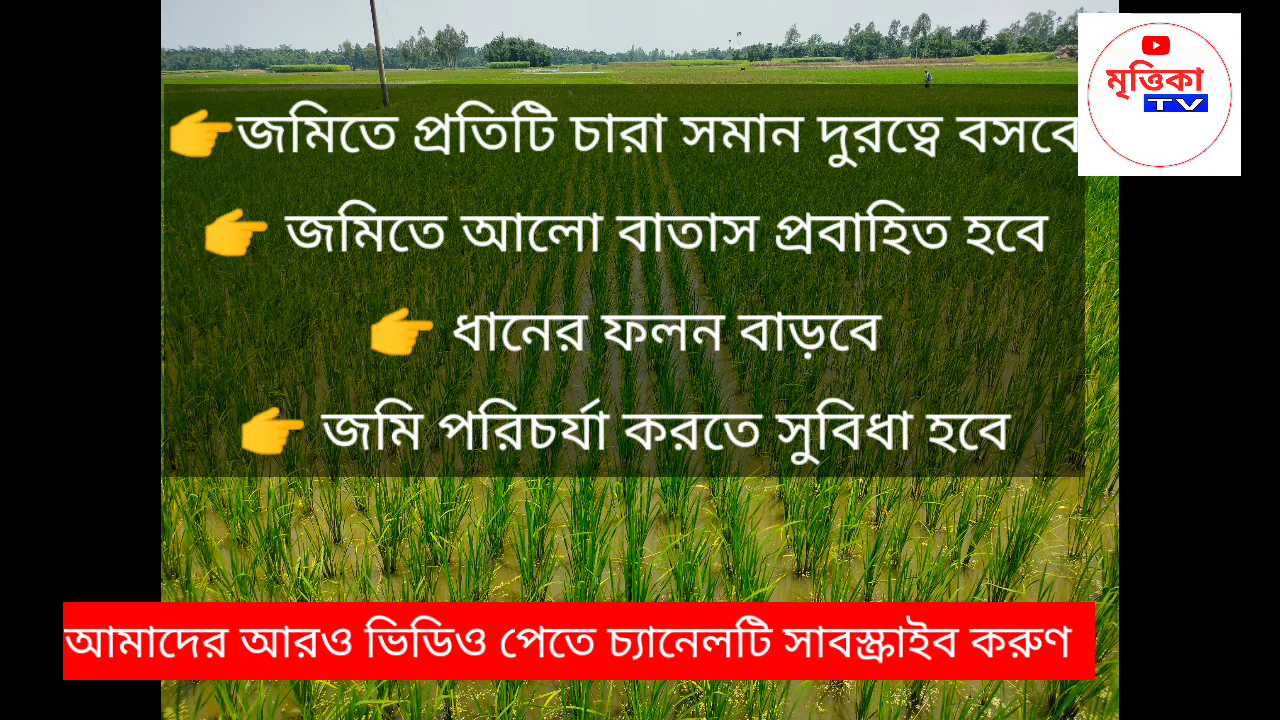 মৃত্তিকা
TV
👉জমিতে প্রতিটি চারা সমান দুরত্বে বসবে
👉 জমিতে আলো বাতাস প্রবাহিত হবে
👉 ধানের ফলন বাড়বে
👉 জমি পরিচর্যা করতে সুবিধা হবে
আমাদের আরও ভিডিও পেতে চ্যানেলটি সাবস্ক্রাইব করুণ